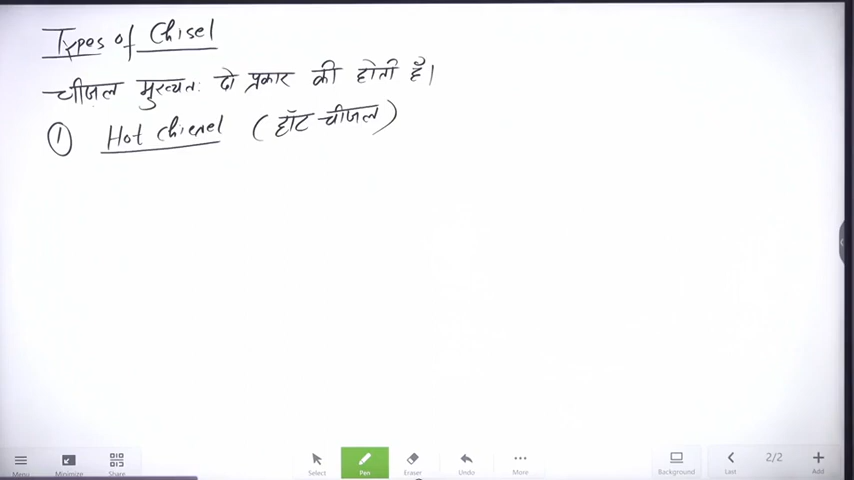 Types of Chisel
चीजल मुख्यतः दो प्रकार की होती है।
① Hot Chienel (हॉट चीजल)
Menu
Minimize
Share
Select
Pen
Eraser
Undo
More
Background
Last
2/2
Add